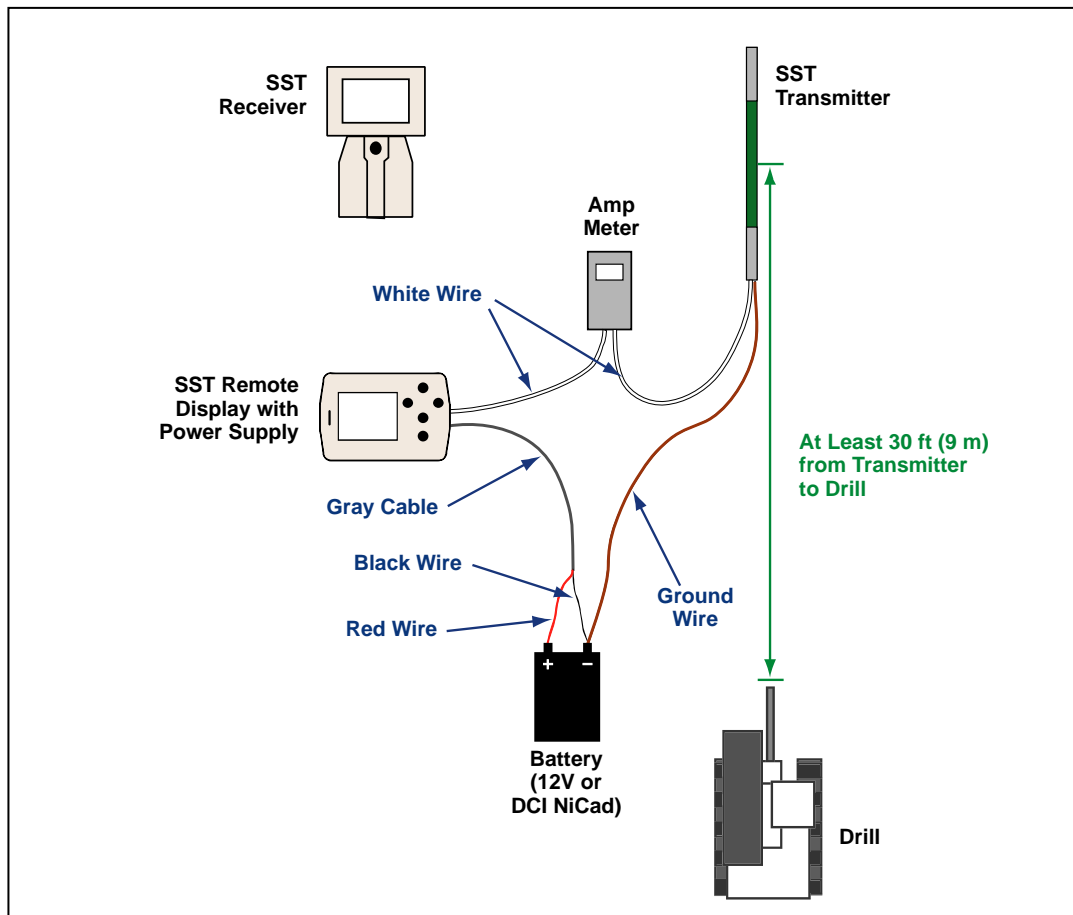 SST
Receiver
SST
Transmitter
Amp
Meter
White Wire
SST Remote
Display with
Power Supply
At Least 30 ft (9 m)
from Transmitter
to Drill
Gray Cable
Black Wire
Ground
Wire
Red Wire
+ −
Battery
(12V or
DCI NiCad)
Drill